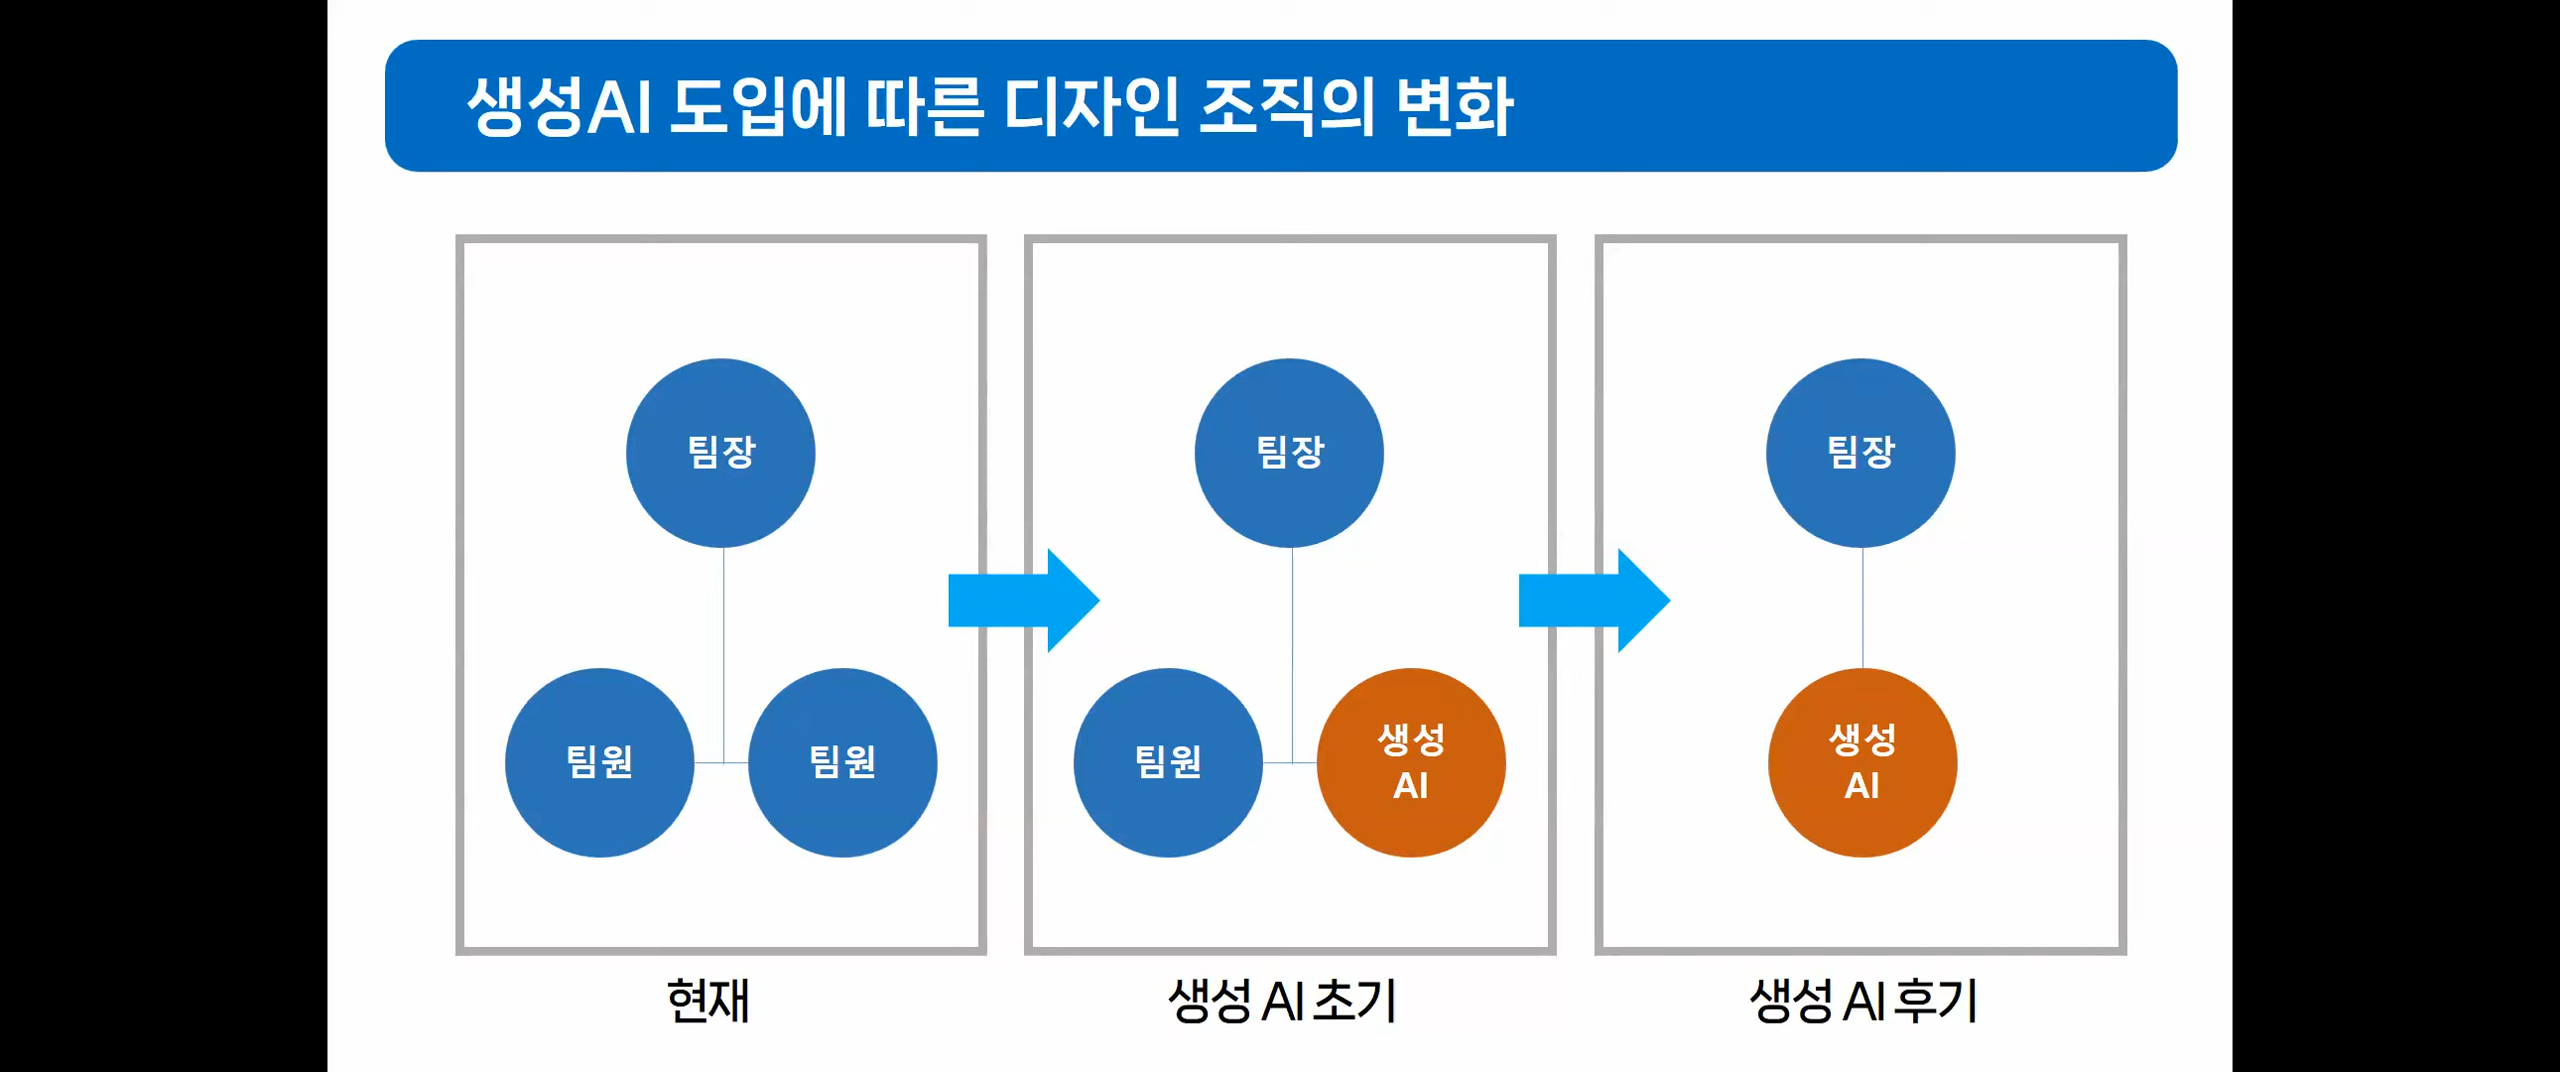 생성AI 도입에 따른 디자인 조직의 변화
팀장
팀원
팀원
현재
팀장
팀원
생성
AI
생성 AI 초기
팀장
생성
AI
생성 AI 후기